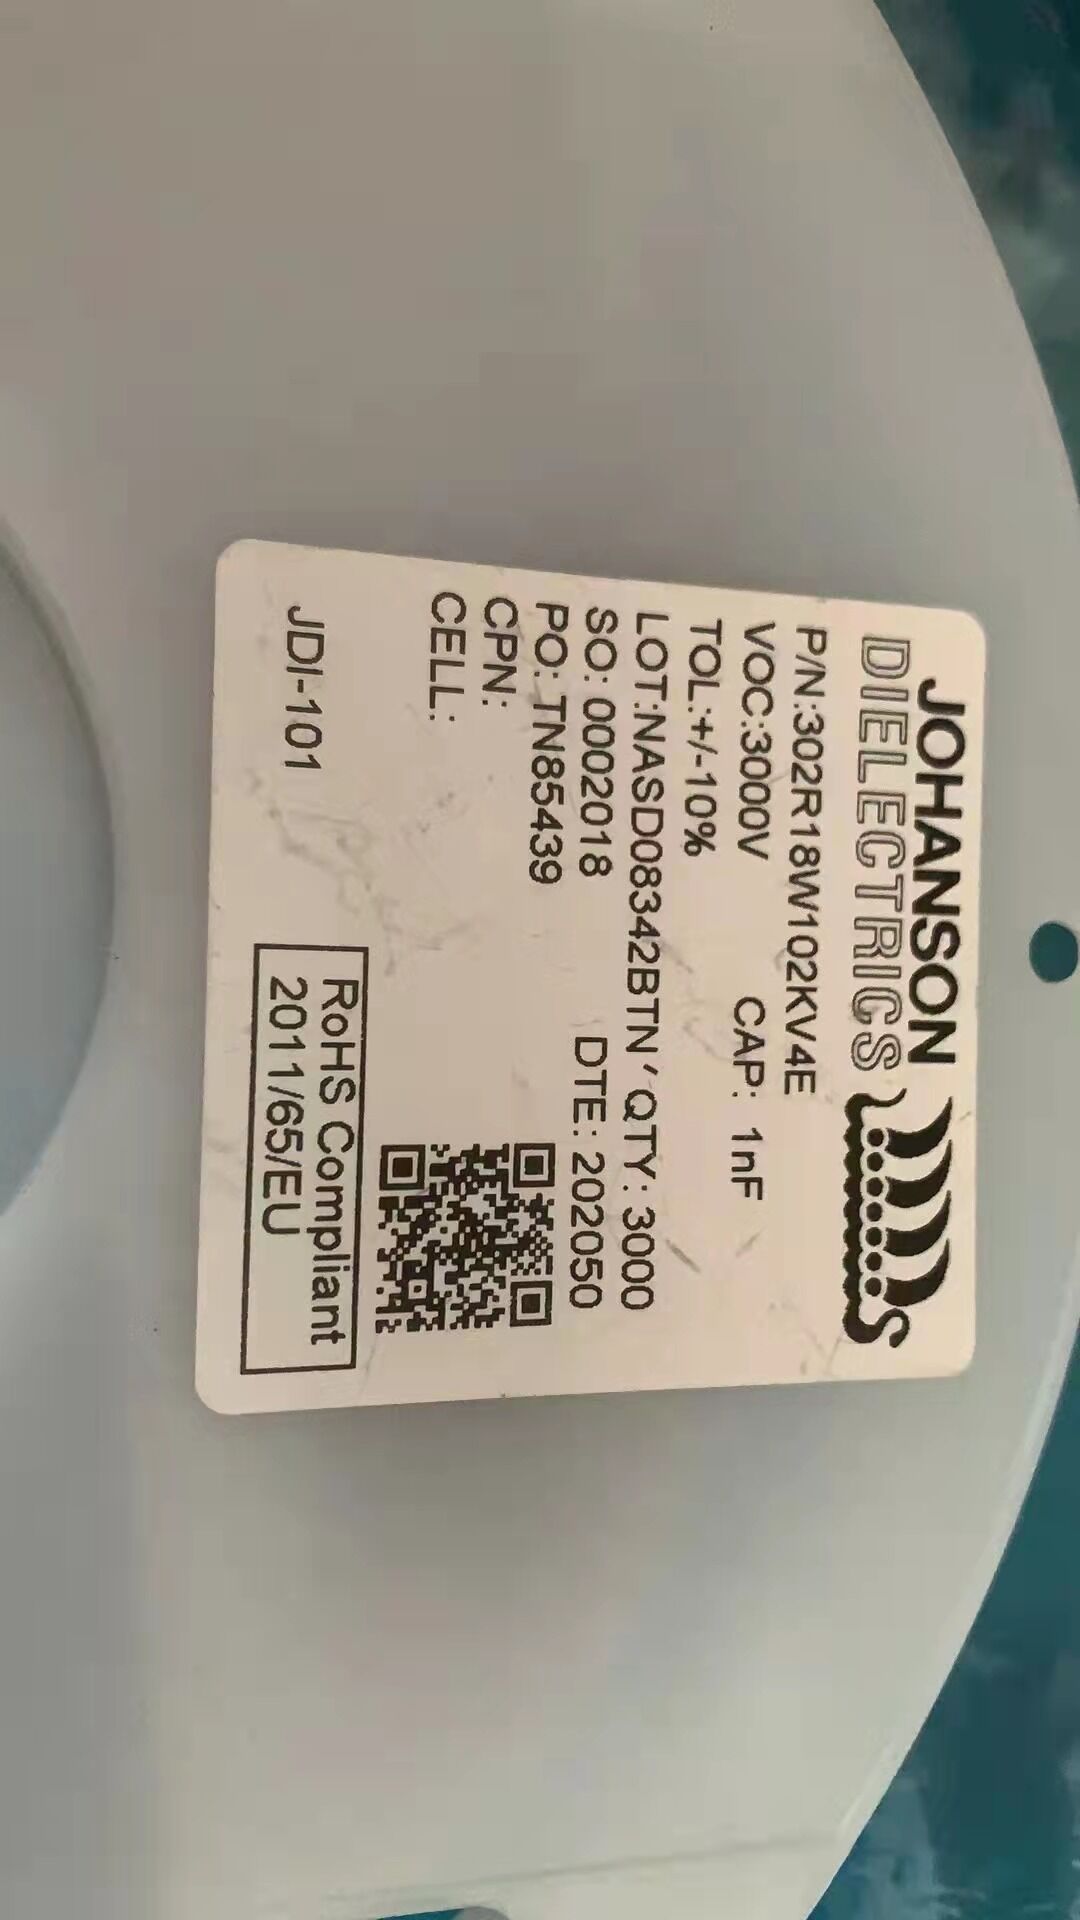 JOHANSON
DIELECTRICS
P/N:302R18W102KV4E
VOC:3000V CAP: 1nF
TOL:+/-10%
LOT:NASD08342BTN'QTY: 3000
SO: 0002018 DTE: 202050
PO: TN85439
CPN:
CELL:
JDI-101
RoHS Compliant
2011/65/EU